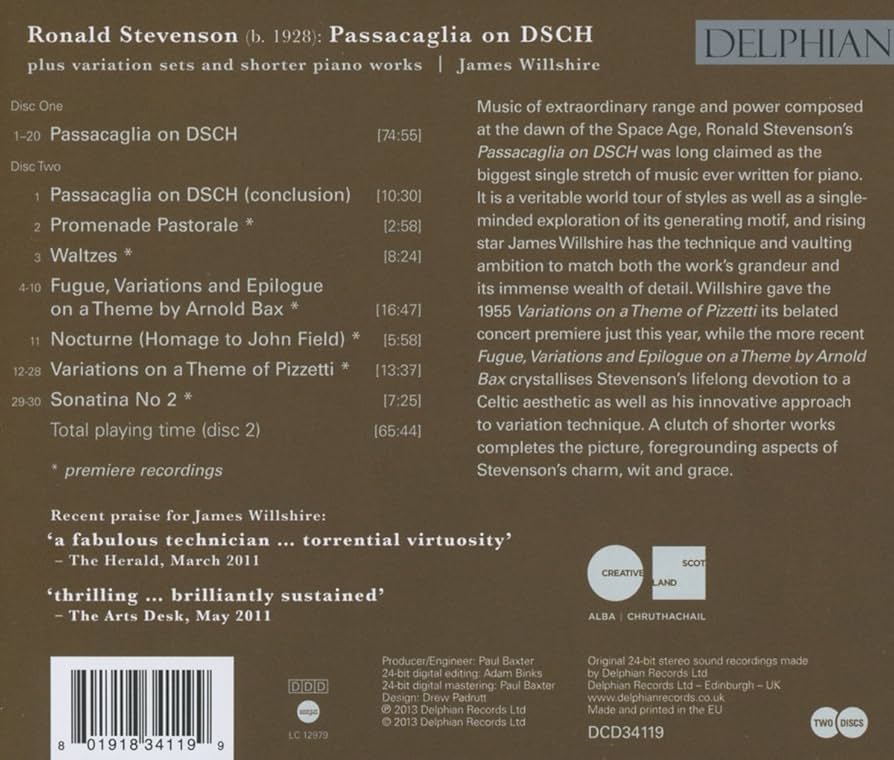 Ronald Stevenson (b. 1928): Passacaglia on DSCH
plus variation sets and shorter piano works | James Willshire
DELPHIAN
Disc One
1–20 Passacaglia on DSCH [74:55]
Disc Two
1 Passacaglia on DSCH (conclusion) [10:30]
2 Promenade Pastorale * [2:58]
3 Waltzes * [8:24]
4-10 Fugue, Variations and Epilogue
on a Theme by Arnold Bax * [16:47]
11 Nocturne (Homage to John Field) * [5:58]
12-28 Variations on a Theme of Pizzetti * [13:37]
29-30 Sonatina No 2 * [7:25]
Total playing time (disc 2) [65:44]
* premiere recordings
Music of extraordinary range and power composed
at the dawn of the Space Age, Ronald Stevenson's
Passacaglia on DSCH was long claimed as the
biggest single stretch of music ever written for piano.
It is a veritable world tour of styles as well as a single-
minded exploration of its generating motif, and rising
star James Willshire has the technique and vaulting
ambition to match both the work's grandeur and
its immense wealth of detail. Willshire gave the
1955 Variations on a Theme of Pizzetti its belated
concert premiere just this year, while the more recent
Fugue, Variations and Epilogue on a Theme by Arnold
Bax crystallises Stevenson's lifelong devotion to a
Celtic aesthetic as well as his innovative approach
to variation technique. A clutch of shorter works
completes the picture, foregrounding aspects of
Stevenson's charm, wit and grace.
Recent praise for James Willshire:
'a fabulous technician ... torrential virtuosity'
– The Herald, March 2011
'thrilling ... brilliantly sustained'
– The Arts Desk, May 2011
CREATIVE SCOT
LAND
ALBA | CHRUTHACHAIL
8 01918 34119 9
DDD
LC 12979
Producer/Engineer: Paul Baxter
24-bit digital editing: Adam Binks
24-bit digital mastering: Paul Baxter
Design: Drew Padrutt
℗ 2013 Delphian Records Ltd
© 2013 Delphian Records Ltd
Original 24-bit stereo sound recordings made
by Delphian Records Ltd
Delphian Records Ltd – Edinburgh – UK
www.delphianrecords.co.uk
Made and printed in the EU
DCD34119
TWO DISCS